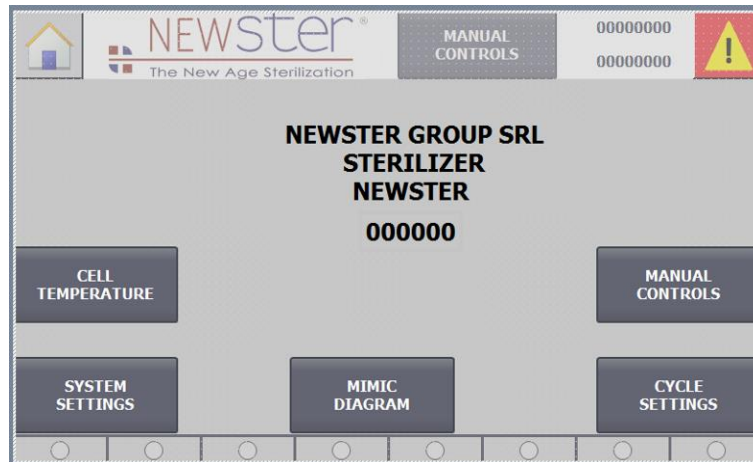 NEWSter®
The New Age Sterilization
MANUAL
CONTROLS
00000000
00000000
!
NEWSTER GROUP SRL
STERILIZER
NEWSTER
000000
CELL
TEMPERATURE
MANUAL
CONTROLS
SYSTEM
SETTINGS
MIMIC
DIAGRAM
CYCLE
SETTINGS